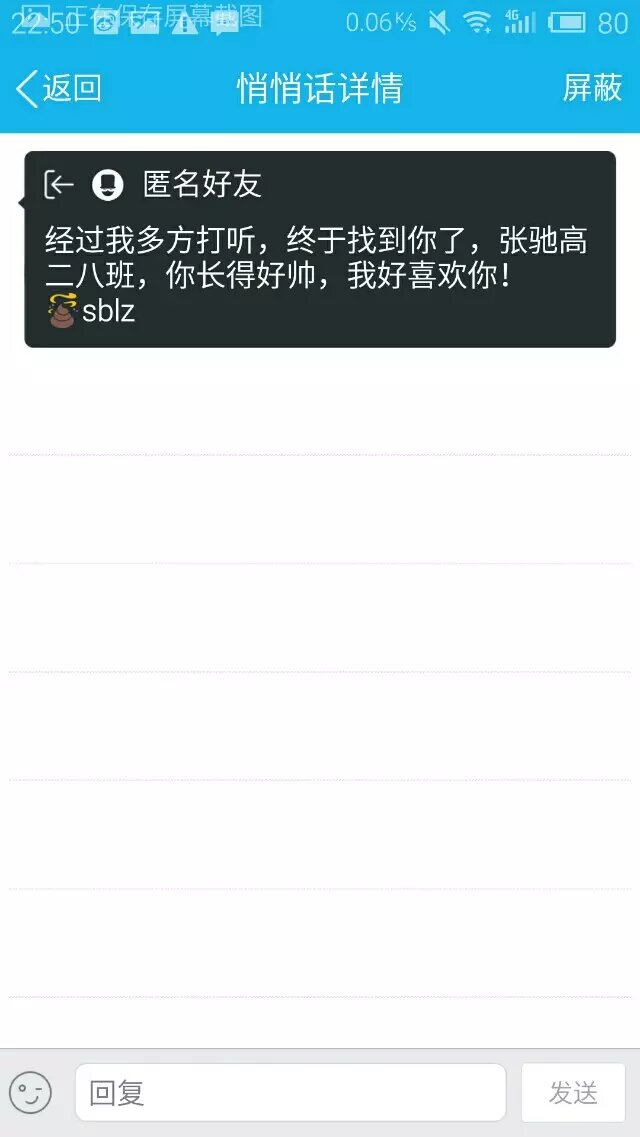 22:50 正在保存屏幕截图 0.06K/s 4G 80
返回 悄悄话详情 屏蔽
匿名好友
经过我多方打听，终于找到你了，张驰高
二八班，你长得好帅，我好喜欢你！
sblz
回复 发送